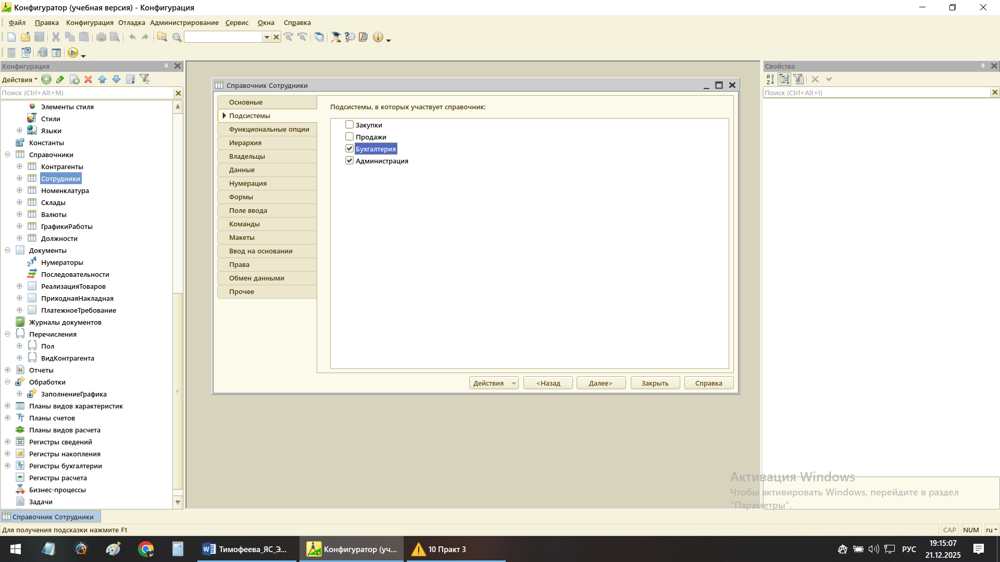 Конфигуратор (учебная версия) - Конфигурация
Файл Правка Конфигурация Отладка Администрирование Сервис Окна Справка
Конфигурация
Действия
Поиск (Ctrl+Alt+M)
Элементы стиля
Стили
Языки
Константы
Справочники
Контрагенты
Сотрудники
Номенклатура
Склады
Валюты
ГрафикиРаботы
Должности
Документы
Нумераторы
Последовательности
РеализацияТоваров
ПриходнаяНакладная
ПлатежноеТребование
Журналы документов
Перечисления
Пол
ВидКонтрагента
Отчеты
Обработки
ЗаполнениеГрафика
Планы видов характеристик
Планы счетов
Планы видов расчета
Регистры сведений
Регистры накопления
Регистры бухгалтерии
Регистры расчета
Бизнес-процессы
Задачи
Справочник Сотрудники
Основные
Подсистемы
Функциональные опции
Иерархия
Владельцы
Данные
Нумерация
Формы
Поле ввода
Команды
Макеты
Ввод на основании
Права
Обмен данными
Прочее
Подсистемы, в которых участвует справочник:
Закупки
Продажи
Бухгалтерия
Администрация
Действия <Назад Далее> Закрыть Справка
Свойства
Поиск (Ctrl+Alt+I)
Активация Windows
Чтобы активировать Windows, перейдите в раздел
"Параметры".
Справочник Сотрудники
Для получения подсказки нажмите F1
CAP NUM ru
Тимофеева_ЯС_Э...
Конфигуратор (уч...
10 Практ 3
РУС
19:15:07
21.12.2025